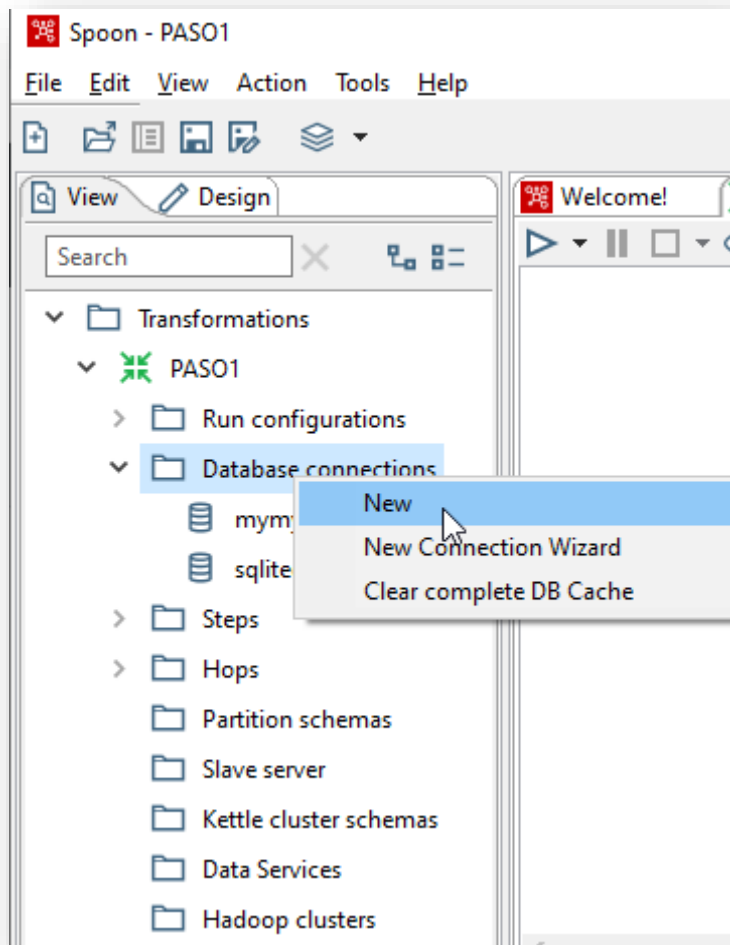 Spoon - PASO1
File Edit View Action Tools Help
View Design Welcome!
Search
Transformations
PASO1
Run configurations
Database connections
New
New Connection Wizard
sqlite
Clear complete DB Cache
Steps
Hops
Partition schemas
Slave server
Kettle cluster schemas
Data Services
Hadoop clusters